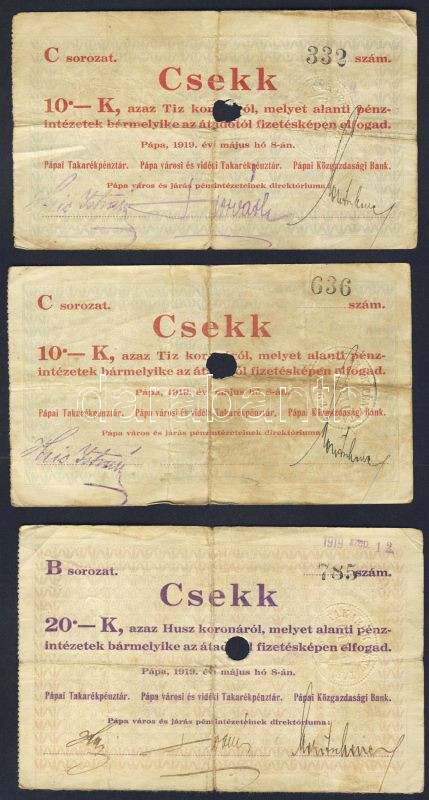 C sorozat. 332 szám.
Csekk
10·— K, azaz Tiz koronáról, melyet alanti pénz-
intézetek bármelyike az átadótól fizetésképen elfogad.
Pápa, 1919. évi május hó 8-án.
Pápai Takarékpénztár. Pápa városi és vidéki Takarékpénztár. Pápai Közgazdasági Bank.
Pápa város és járás pénzintézeteinek direktóriuma:
C sorozat. 636 szám.
Csekk
10·— K, azaz Tiz koronáról, melyet alanti pénz-
intézetek bármelyike az átadótól fizetésképen elfogad.
darabanth
Pápa, 1919. évi május hó 8-án.
Pápai Takarékpénztár. Pápa városi és vidéki Takarékpénztár. Pápai Közgazdasági Bank.
Pápa város és járás pénzintézeteinek direktóriuma:
1919 12
B sorozat. 785 szám.
Csekk
20·— K, azaz Husz koronáról, melyet alanti pénz-
intézetek bármelyike az átadótól fizetésképen elfogad.
Pápa, 1919. évi május hó 8-án.
Pápai Takarékpénztár. Pápa városi és vidéki Takarékpénztár. Pápai Közgazdasági Bank.
Pápa város és járás pénzintézeteinek direktóriuma: